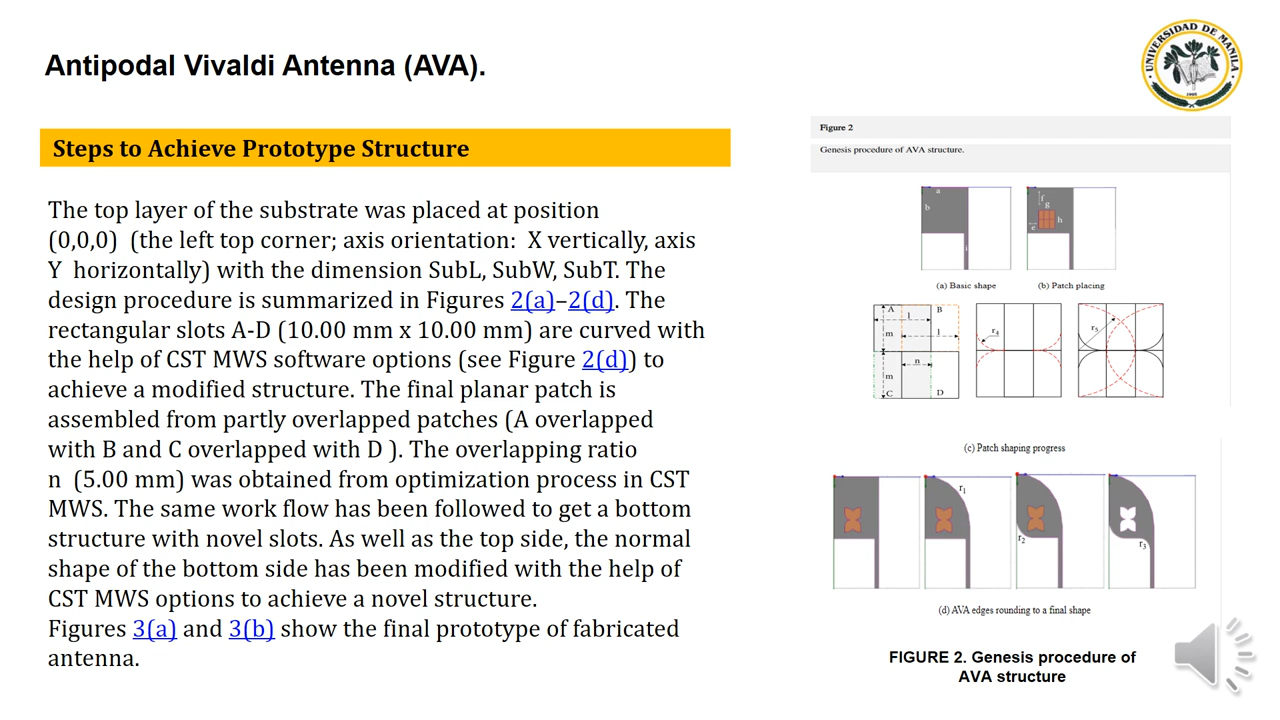 Antipodal Vivaldi Antenna (AVA).
UNIVERSIDAD DE MANILA
1995
Steps to Achieve Prototype Structure
The top layer of the substrate was placed at position
(0,0,0)  (the left top corner; axis orientation:  X vertically, axis
Y  horizontally) with the dimension SubL, SubW, SubT. The
design procedure is summarized in Figures 2(a)–2(d). The
rectangular slots A-D (10.00 mm x 10.00 mm) are curved with
the help of CST MWS software options (see Figure 2(d)) to
achieve a modified structure. The final planar patch is
assembled from partly overlapped patches (A overlapped
with B and C overlapped with D ). The overlapping ratio
n  (5.00 mm) was obtained from optimization process in CST
MWS. The same work flow has been followed to get a bottom
structure with novel slots. As well as the top side, the normal
shape of the bottom side has been modified with the help of
CST MWS options to achieve a novel structure.
Figures 3(a) and 3(b) show the final prototype of fabricated
antenna.
Figure 2
Genesis procedure of AVA structure.
a
b
i
f
g
h
e
(a) Basic shape
(b) Patch placing
A
B
l
m
l
n
m
C
D
r4
r5
(c) Patch shaping progress
r1
r2
r3
(d) AVA edges rounding to a final shape
FIGURE 2. Genesis procedure of
AVA structure